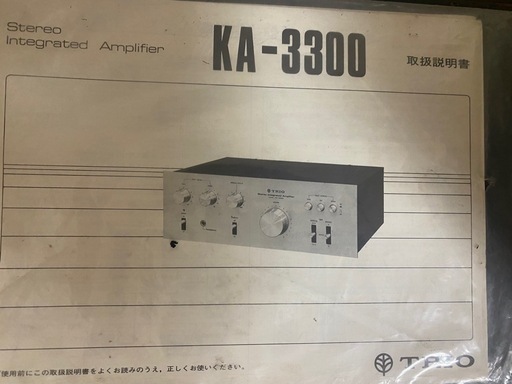 Stereo
Integrated Amplifier
KA-3300
取扱説明書
TRIO
ご使用前にこの取扱説明書をよくお読みのうえ，正しくお使いください。
TRIO